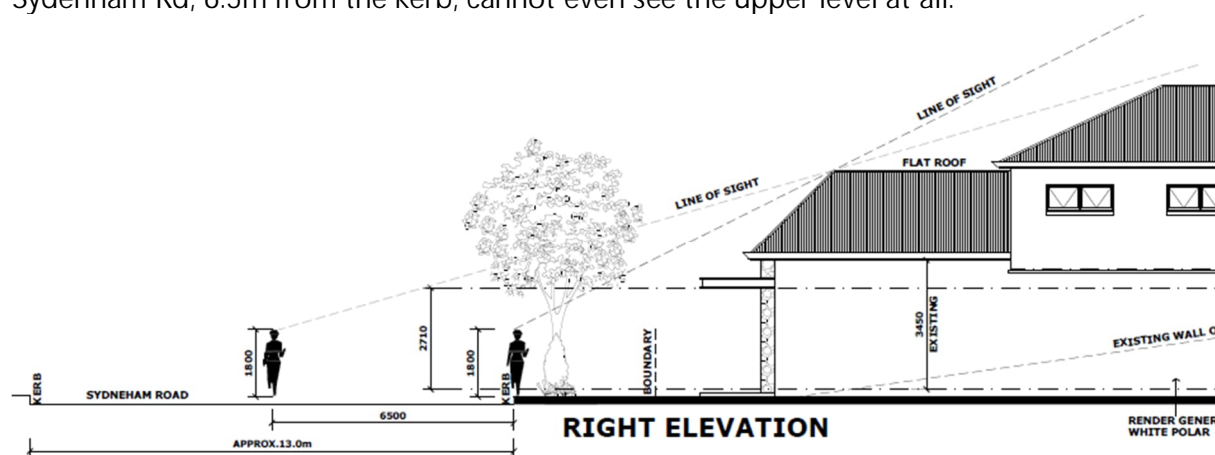 Sydenham Rd, 6.5m from the kerb, cannot even see the upper level at all.
LINE OF SIGHT
FLAT ROOF
LINE OF SIGHT
2710
1800
1800
3450
EXISTING
BOUNDARY
EXISTING WALL O
KERB
SYDNEHAM ROAD
KERB
6500
RIGHT ELEVATION
RENDER GENER
WHITE POLAR
APPROX.13.0m